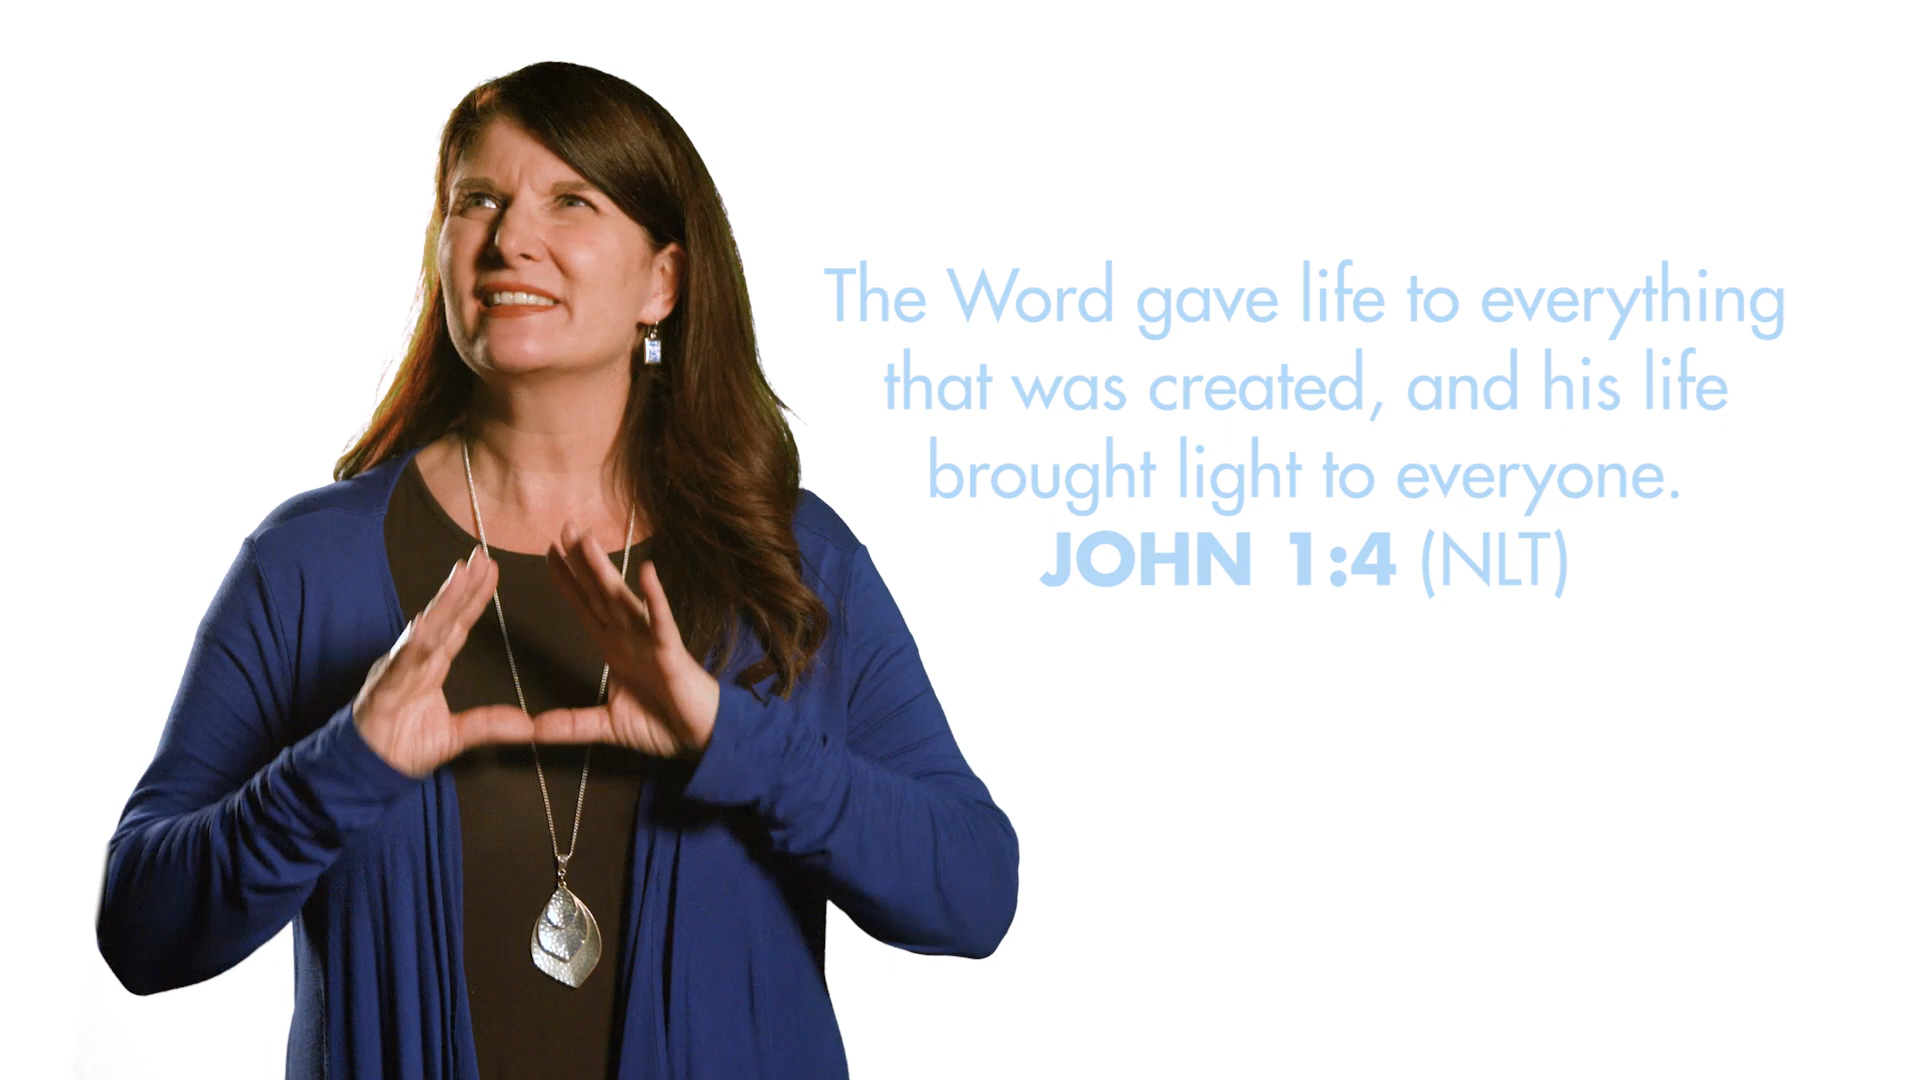 The Word gave life to everything
that was created, and his life
brought light to everyone.
JOHN 1:4 (NLT)